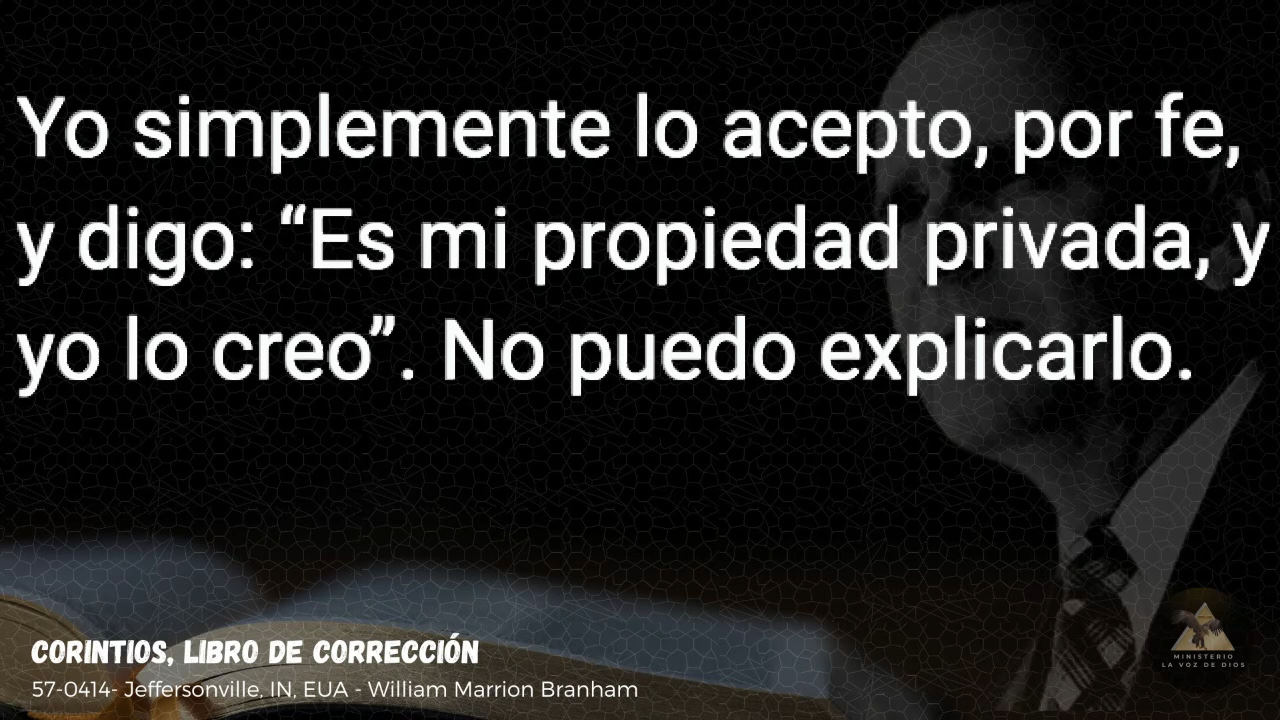 Yo simplemente lo acepto, por fe,
y digo: “Es mi propiedad privada, y
yo lo creo”. No puedo explicarlo.
CORINTIOS, LIBRO DE CORRECCIÓN
57-0414- Jeffersonville, IN, EUA - William Marrion Branham
MINISTERIO
LA VOZ DE DIOS